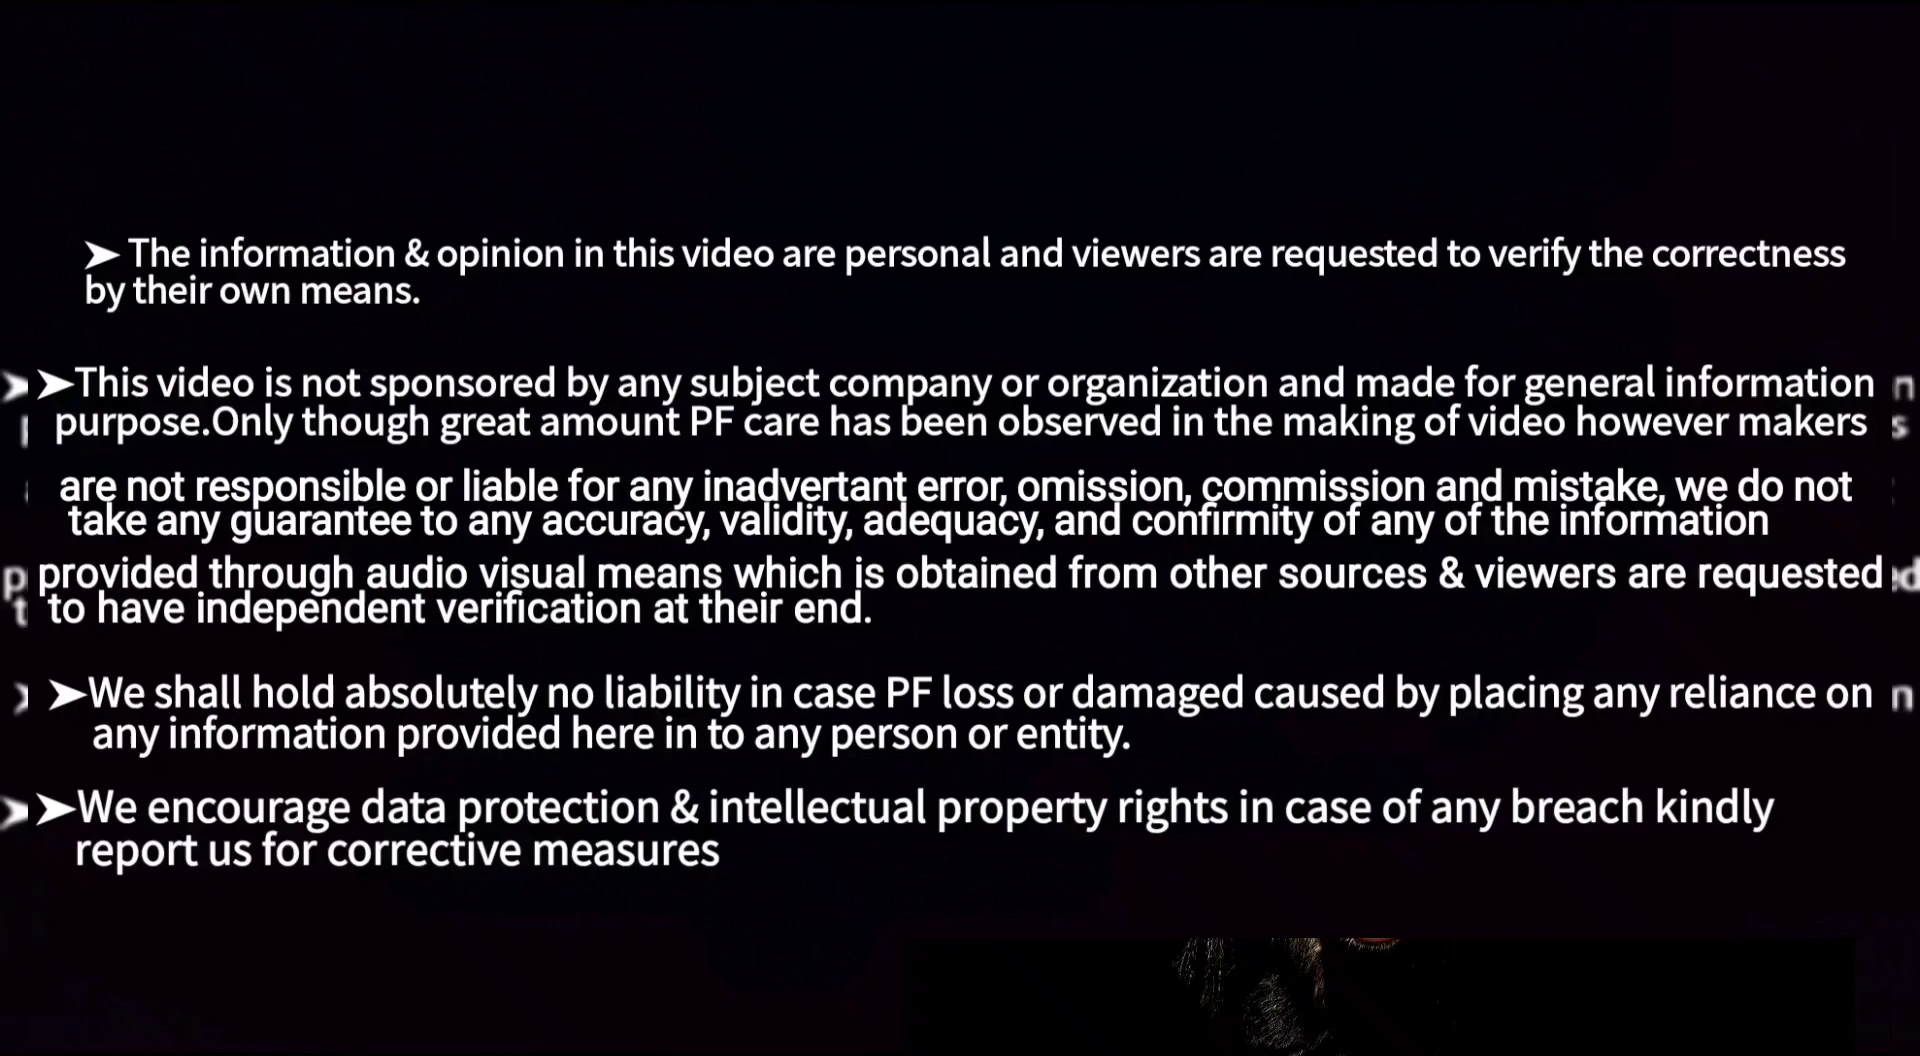 ➤ The information & opinion in this video are personal and viewers are requested to verify the correctness
by their own means.
➤This video is not sponsored by any subject company or organization and made for general information
purpose.Only though great amount PF care has been observed in the making of video however makers
are not responsible or liable for any inadvertant error, omission, commission and mistake, we do not
take any guarantee to any accuracy, validity, adequacy, and confirmity of any of the information
provided through audio visual means which is obtained from other sources & viewers are requested
to have independent verification at their end.
➤We shall hold absolutely no liability in case PF loss or damaged caused by placing any reliance on
any information provided here in to any person or entity.
➤We encourage data protection & intellectual property rights in case of any breach kindly
report us for corrective measures